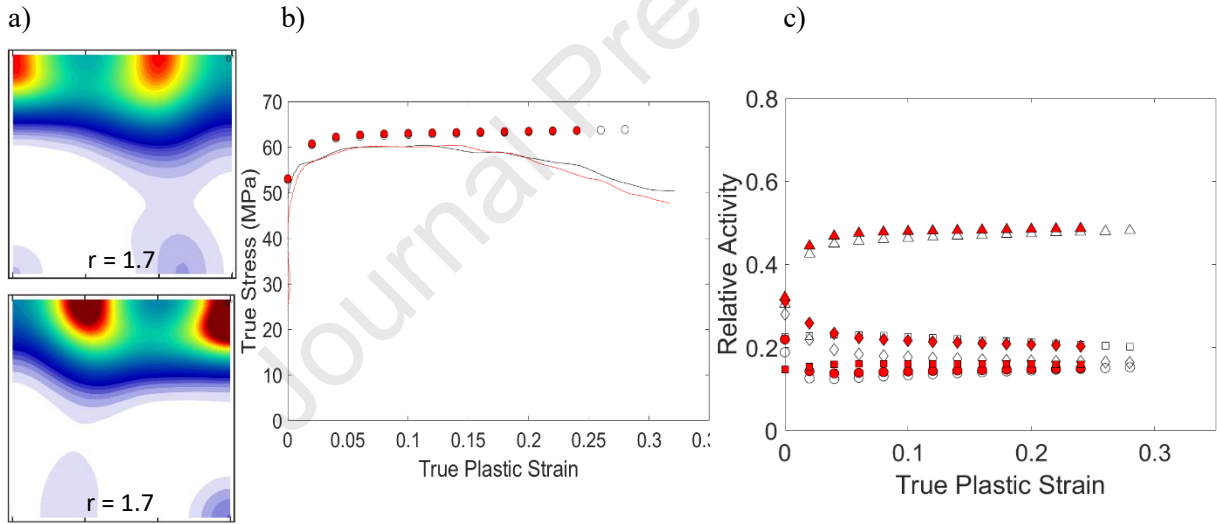 a)
b)
c)
r = 1.7
r = 1.7
Journal Pre
True Stress (MPa)
70
60
50
40
30
20
10
0
0
0.05
0.1
0.15
0.2
0.25
0.3
True Plastic Strain
Relative Activity
0.8
0.6
0.4
0.2
0
0
0.1
0.2
0.3
True Plastic Strain